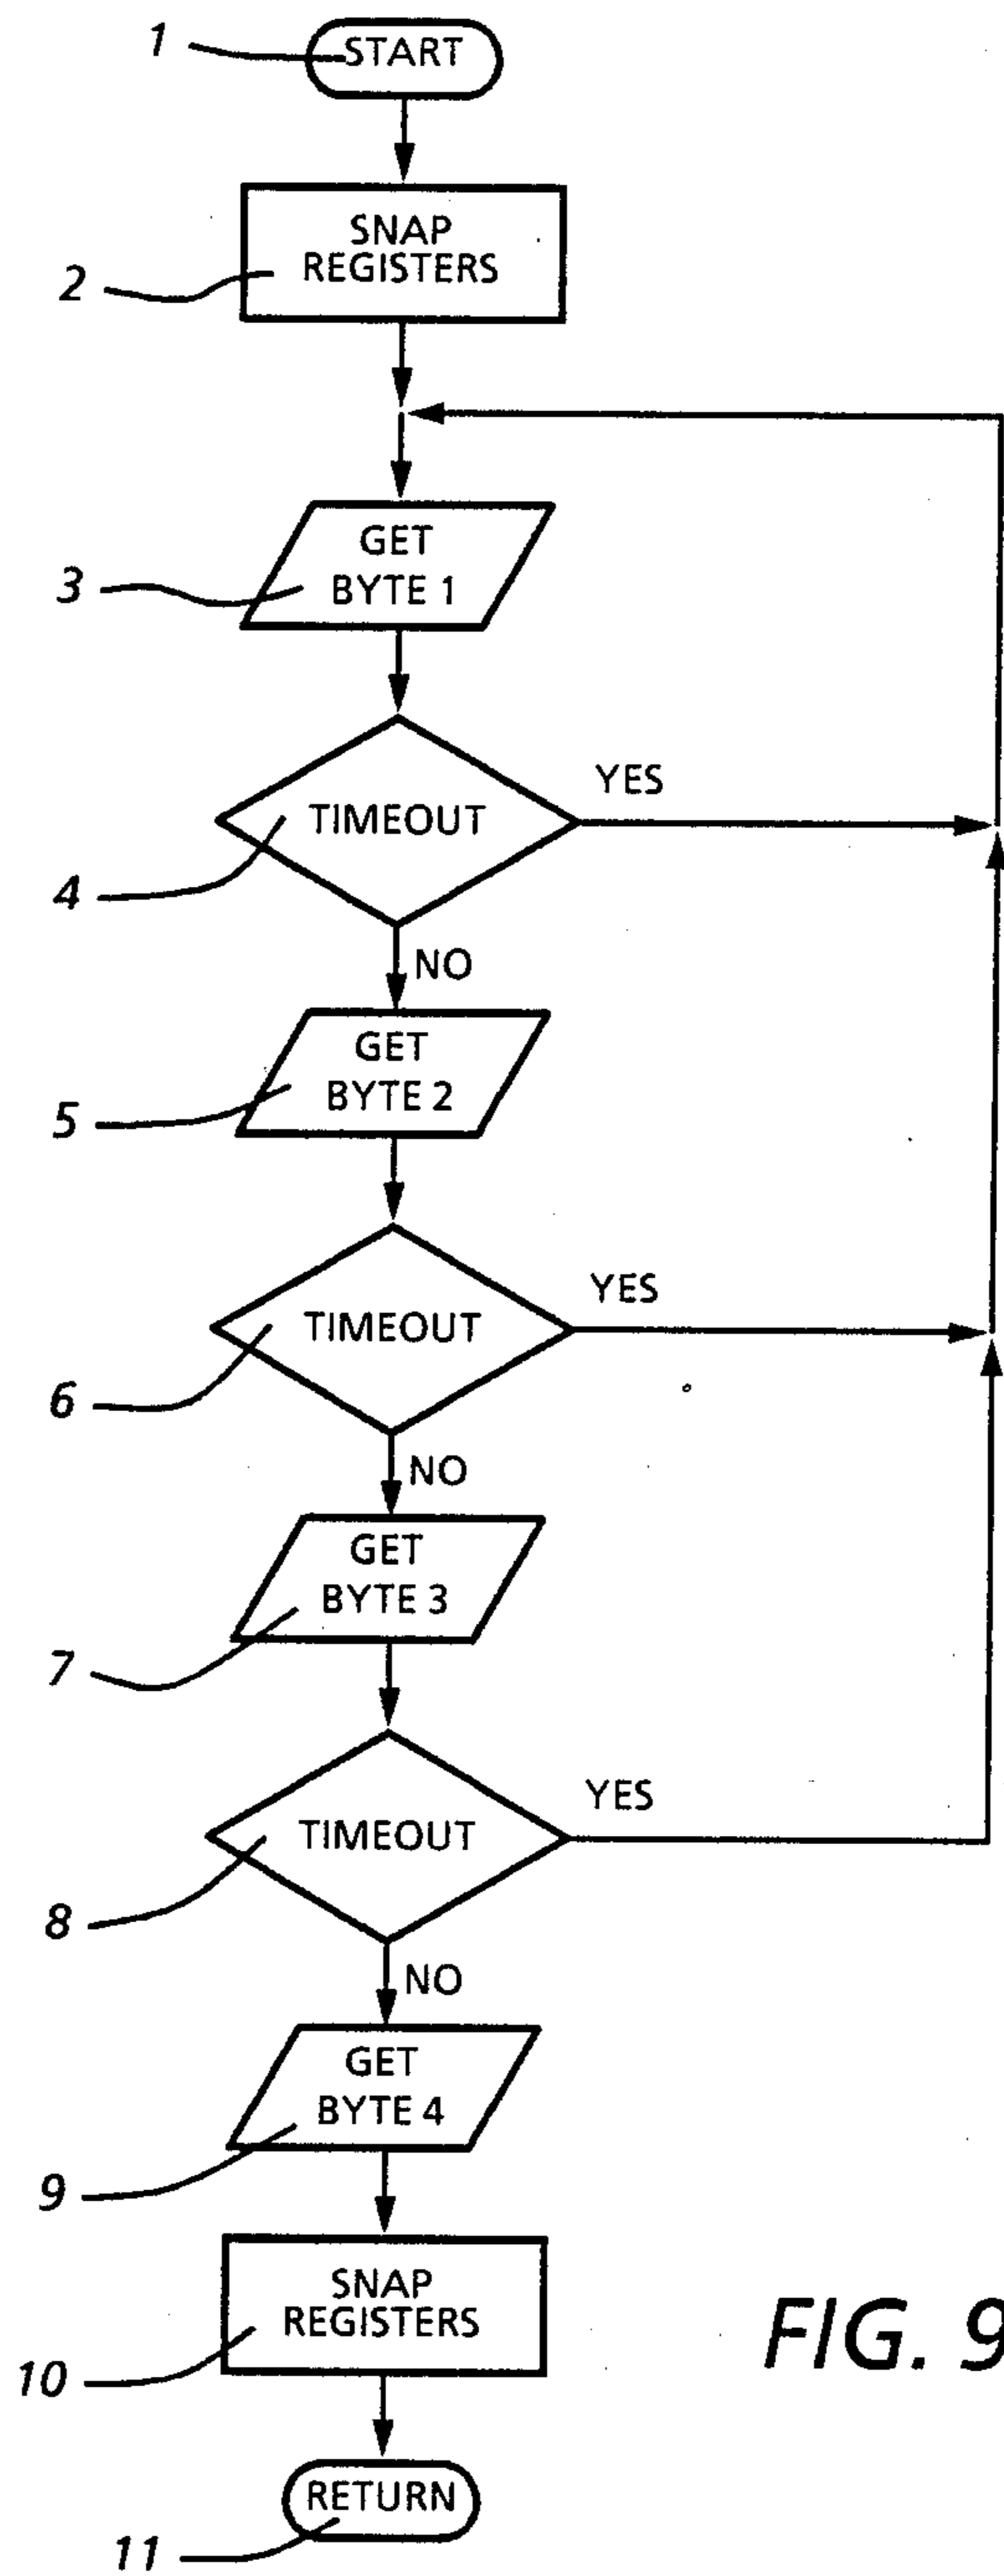 1
START
SNAP
REGISTERS
2
GET
BYTE 1
3
YES
TIMEOUT
4
NO
GET
BYTE 2
5
YES
TIMEOUT
6
NO
GET
BYTE 3
7
YES
TIMEOUT
8
NO
GET
BYTE 4
9
SNAP
REGISTERS
10
FIG. 9
RETURN
11